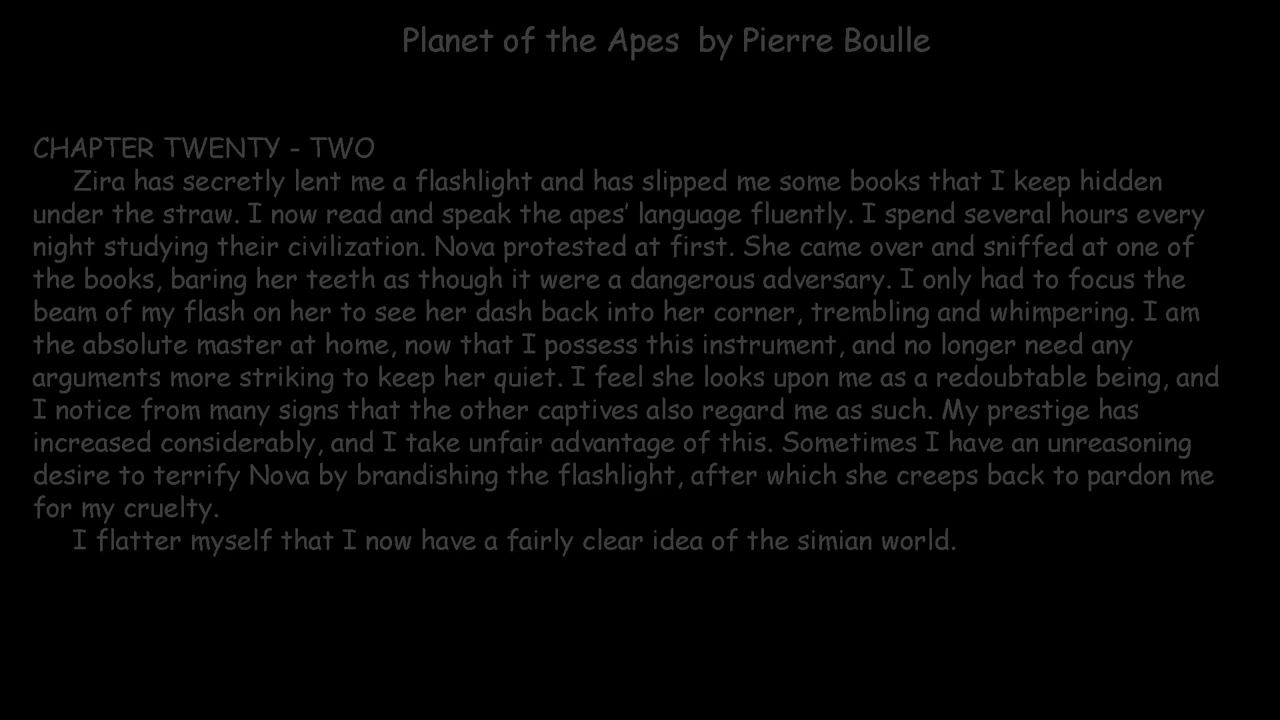 Planet of the Apes  by Pierre Boulle
CHAPTER TWENTY - TWO
Zira has secretly lent me a flashlight and has slipped me some books that I keep hidden
under the straw. I now read and speak the apes’ language fluently. I spend several hours every
night studying their civilization. Nova protested at first. She came over and sniffed at one of
the books, baring her teeth as though it were a dangerous adversary. I only had to focus the
beam of my flash on her to see her dash back into her corner, trembling and whimpering. I am
the absolute master at home, now that I possess this instrument, and no longer need any
arguments more striking to keep her quiet. I feel she looks upon me as a redoubtable being, and
I notice from many signs that the other captives also regard me as such. My prestige has
increased considerably, and I take unfair advantage of this. Sometimes I have an unreasoning
desire to terrify Nova by brandishing the flashlight, after which she creeps back to pardon me
for my cruelty.
I flatter myself that I now have a fairly clear idea of the simian world.